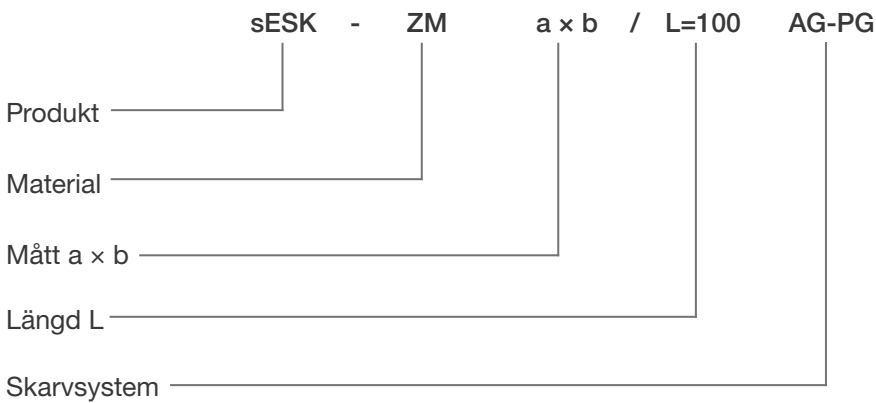 sESK - ZM a × b / L=100 AG-PG
Produkt
Material
Mått a × b
Längd L
Skarvsystem